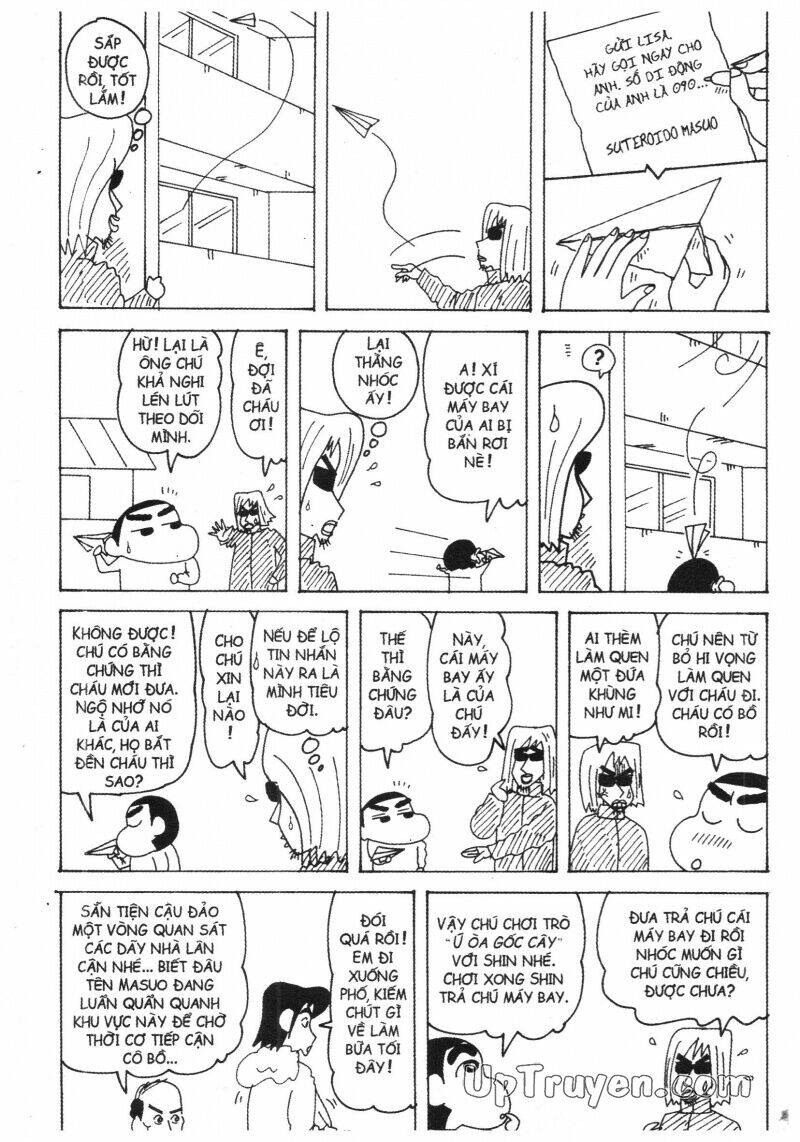 GỬI LISA.
HÃY GỌI NGAY CHO
ANH. SỐ DI ĐỘNG
CỦA ANH LÀ 090...
SUTEROIDO MASUO
SẮP
ĐƯỢC
RỒI, TỐT
LẮM!
?
A! XÍ
ĐƯỢC CÁI
MÁY BAY
CỦA AI BỊ
BẮN RƠI
NÈ!
LẠI
THẰNG
NHÓC
ẤY!
Ê,
ĐỢI
ĐÃ
CHÁU
ƠI!
HỪ! LẠI LÀ
ÔNG CHÚ
KHẢ NGHI
LÉN LÚT
THEO DÕI
MÌNH.
CHÚ NÊN TỪ
BỎ HI VỌNG
LÀM QUEN
VỚI CHÁU ĐI.
CHÁU CÓ BỒ
RỒI!
AI THÈM
LÀM QUEN
MỘT ĐỨA
KHÙNG
NHƯ MI!
NÀY,
CÁI MÁY
BAY ẤY
LÀ CỦA
CHÚ
ĐẤY!
THẾ
THÌ
BẰNG
CHỨNG
ĐÂU?
NẾU ĐỂ LỘ
TIN NHẮN
NÀY RA LÀ
MÌNH TIÊU
ĐỜI.
CHO
CHÚ
XIN
LẠI
NÀO!
KHÔNG ĐƯỢC!
CHÚ CÓ BẰNG
CHỨNG THÌ
CHÁU MỚI ĐƯA.
NGỘ NHỠ NÓ
LÀ CỦA AI
KHÁC, HỌ BẮT
ĐỀN CHÁU THÌ
SAO?
ĐƯA TRẢ CHÚ CÁI
MÁY BAY ĐI RỒI
NHÓC MUỐN GÌ
CHÚ CŨNG CHIỀU,
ĐƯỢC CHƯA?
VẬY CHÚ CHƠI TRÒ
"Ú ÒA GỐC CÂY"
VỚI SHIN NHÉ.
CHƠI XONG SHIN
TRẢ CHÚ MÁY BAY.
ĐÓI
QUÁ RỒI!
EM ĐI
XUỐNG
PHỐ, KIẾM
CHÚT GÌ
VỀ LÀM
BỮA TỐI
ĐÂY!
SẴN TIỆN CẬU ĐẢO
MỘT VÒNG QUAN SÁT
CÁC DÃY NHÀ LÂN
CẬN NHÉ... BIẾT ĐÂU
TÊN MASUO ĐANG
LUẨN QUẨN QUANH
KHU VỰC NÀY ĐỂ CHỜ
THỜI CƠ TIẾP CẬN
CÔ BỒ...
UpTruyen.com